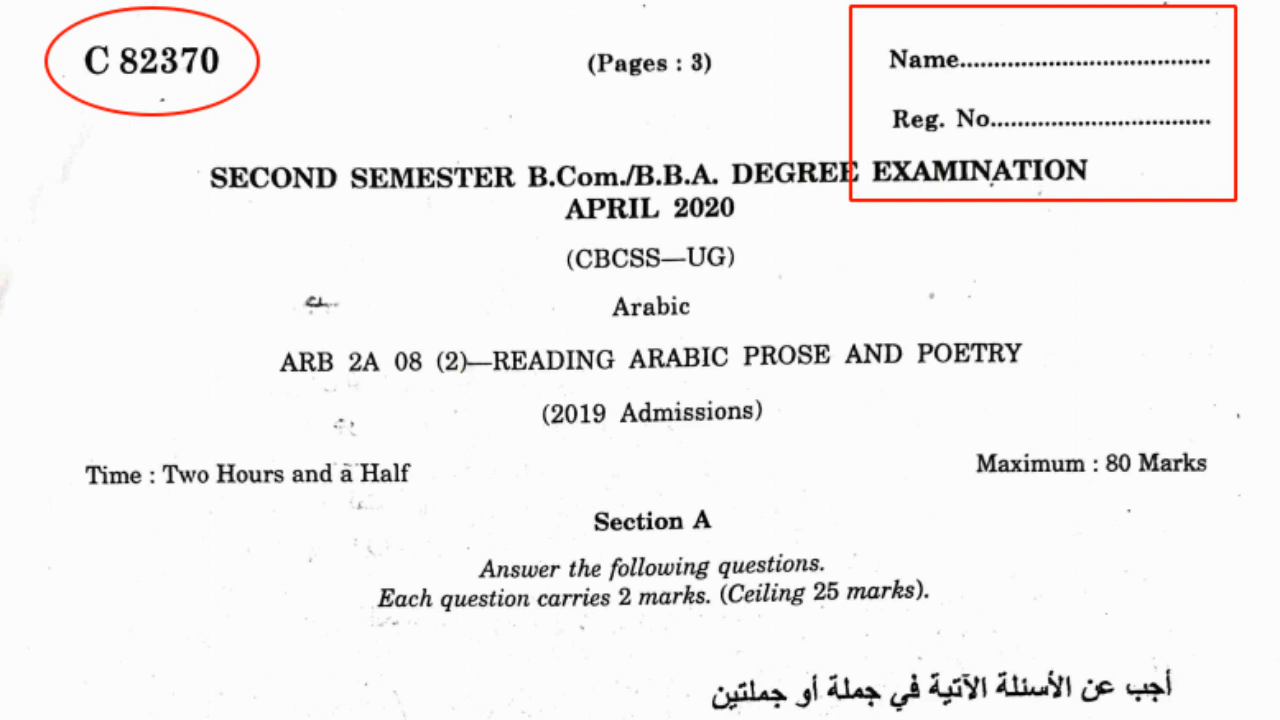 C 82370
(Pages : 3)
Name......................................
Reg. No.................................
SECOND SEMESTER B.Com./B.B.A. DEGREE EXAMINATION
APRIL 2020
(CBCSS—UG)
Arabic
ARB 2A 08 (2)—READING ARABIC PROSE AND POETRY
(2019 Admissions)
Time : Two Hours and a Half
Maximum : 80 Marks
Section A
Answer the following questions.
Each question carries 2 marks. (Ceiling 25 marks).
أجب عن الأسئلة الآتية في جملة أو جملتين